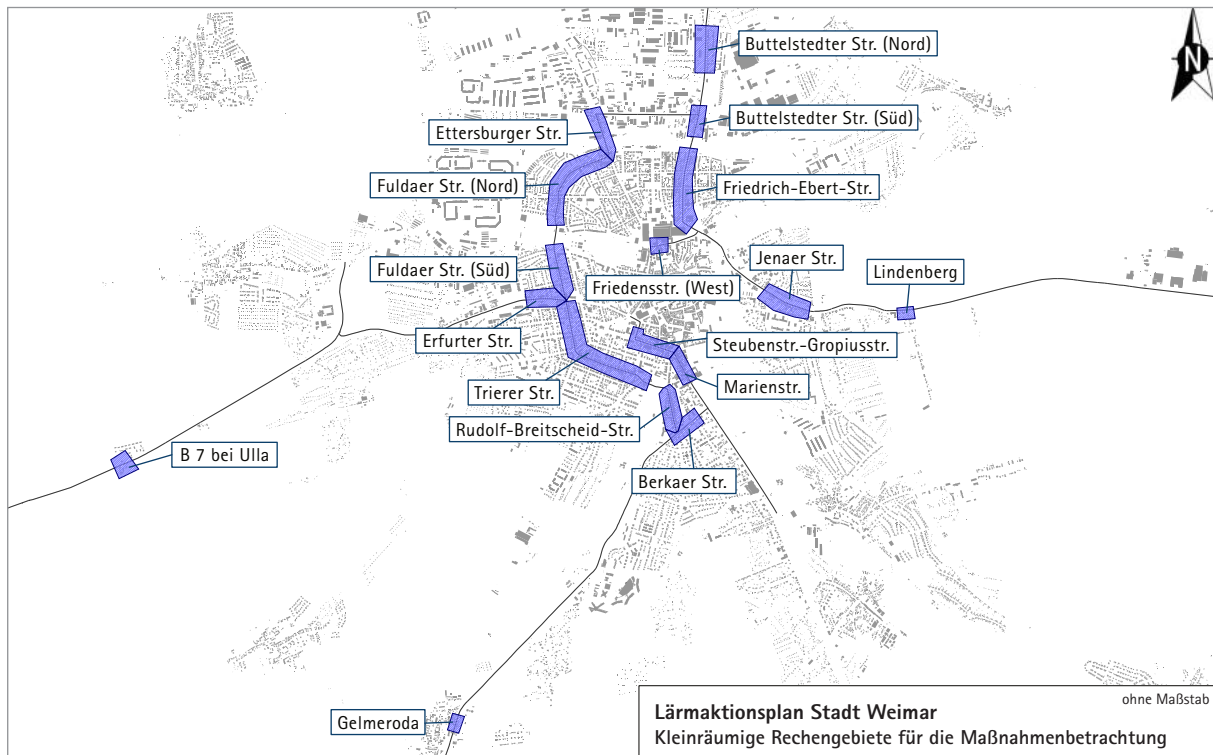 N
Buttelstedter Str. (Nord)
Buttelstedter Str. (Süd)
Ettersburger Str.
Fuldaer Str. (Nord)
Friedrich-Ebert-Str.
Jenaer Str.
Lindenberg
Fuldaer Str. (Süd)
Friedensstr. (West)
Erfurter Str.
Steubenstr.-Gropiusstr.
Trierer Str.
Marienstr.
Rudolf-Breitscheid-Str.
B 7 bei Ulla
Berkaer Str.
Gelmeroda
ohne Maßstab
Lärmaktionsplan Stadt Weimar
Kleinräumige Rechengebiete für die Maßnahmenbetrachtung